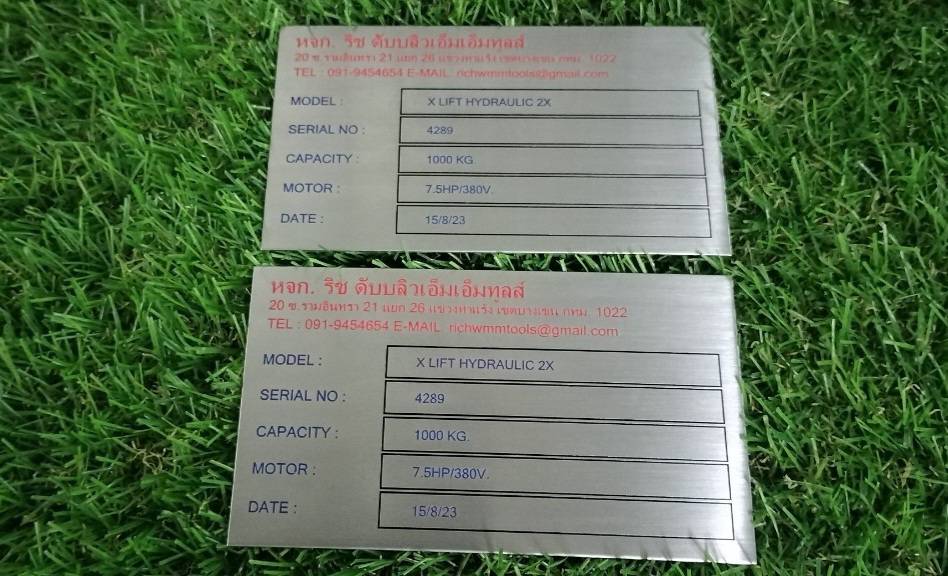 หจก. ริช ดับบลิวเอ็มเอ็มทูลส์
20 ซ.รามอินทรา 21 แยก 26 แขวงท่าแร้ง เขตบางเขน กทม. 1022
TEL : 091-9454654 E-MAIL richwmmtools@gmail.com
MODEL : X LIFT HYDRAULIC 2X
SERIAL NO : 4289
CAPACITY : 1000 KG.
MOTOR : 7.5HP/380V.
DATE : 15/8/23
หจก. ริช ดับบลิวเอ็มเอ็มทูลส์
20 ซ.รามอินทรา 21 แยก 26 แขวงท่าแร้ง เขตบางเขน กทม. 1022
TEL : 091-9454654 E-MAIL richwmmtools@gmail.com
MODEL : X LIFT HYDRAULIC 2X
SERIAL NO : 4289
CAPACITY : 1000 KG.
MOTOR : 7.5HP/380V.
DATE : 15/8/23